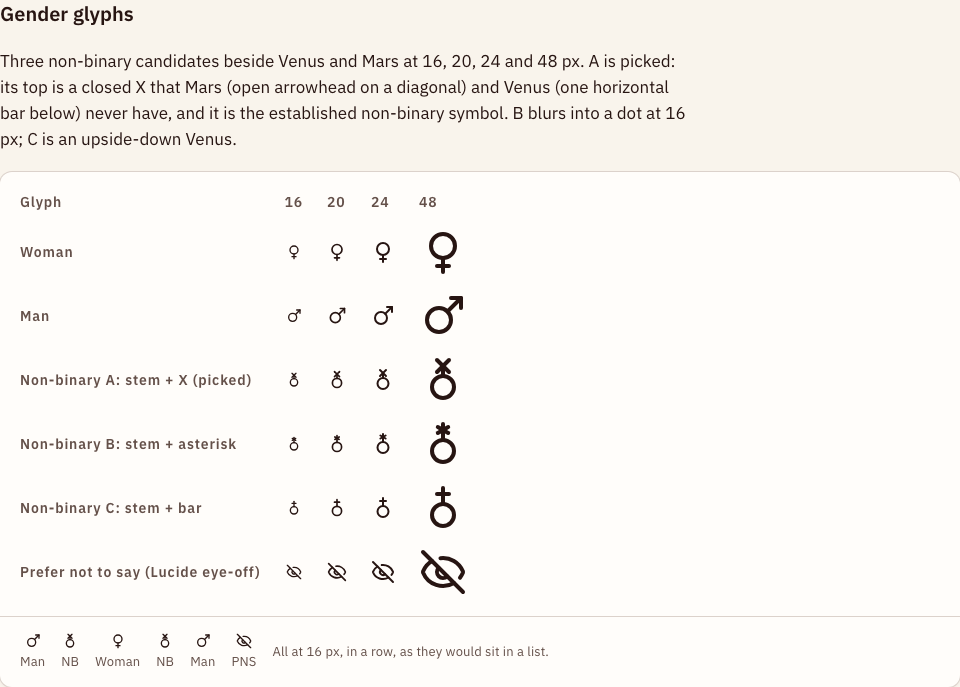 Gender glyphs
Three non-binary candidates beside Venus and Mars at 16, 20, 24 and 48 px. A is picked:
its top is a closed X that Mars (open arrowhead on a diagonal) and Venus (one horizontal
bar below) never have, and it is the established non-binary symbol. B blurs into a dot at 16
px; C is an upside-down Venus.
Glyph 16 20 24 48
Woman
Man
Non-binary A: stem + X (picked)
Non-binary B: stem + asterisk
Non-binary C: stem + bar
Prefer not to say (Lucide eye-off)
Man NB Woman NB Man PNS All at 16 px, in a row, as they would sit in a list.